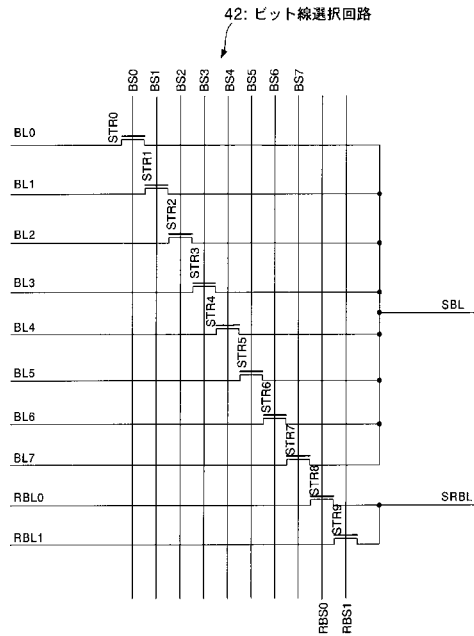 42: ビット線選択回路
BS0
BS1
BS2
BS3
BS4
BS5
BS6
BS7
BL0
STR0
BL1
STR1
BL2
STR2
BL3
STR3
BL4
STR4
BL5
STR5
BL6
STR6
BL7
STR7
RBL0
STR8
RBL1
STR9
SBL
SRBL
RBS0
RBS1